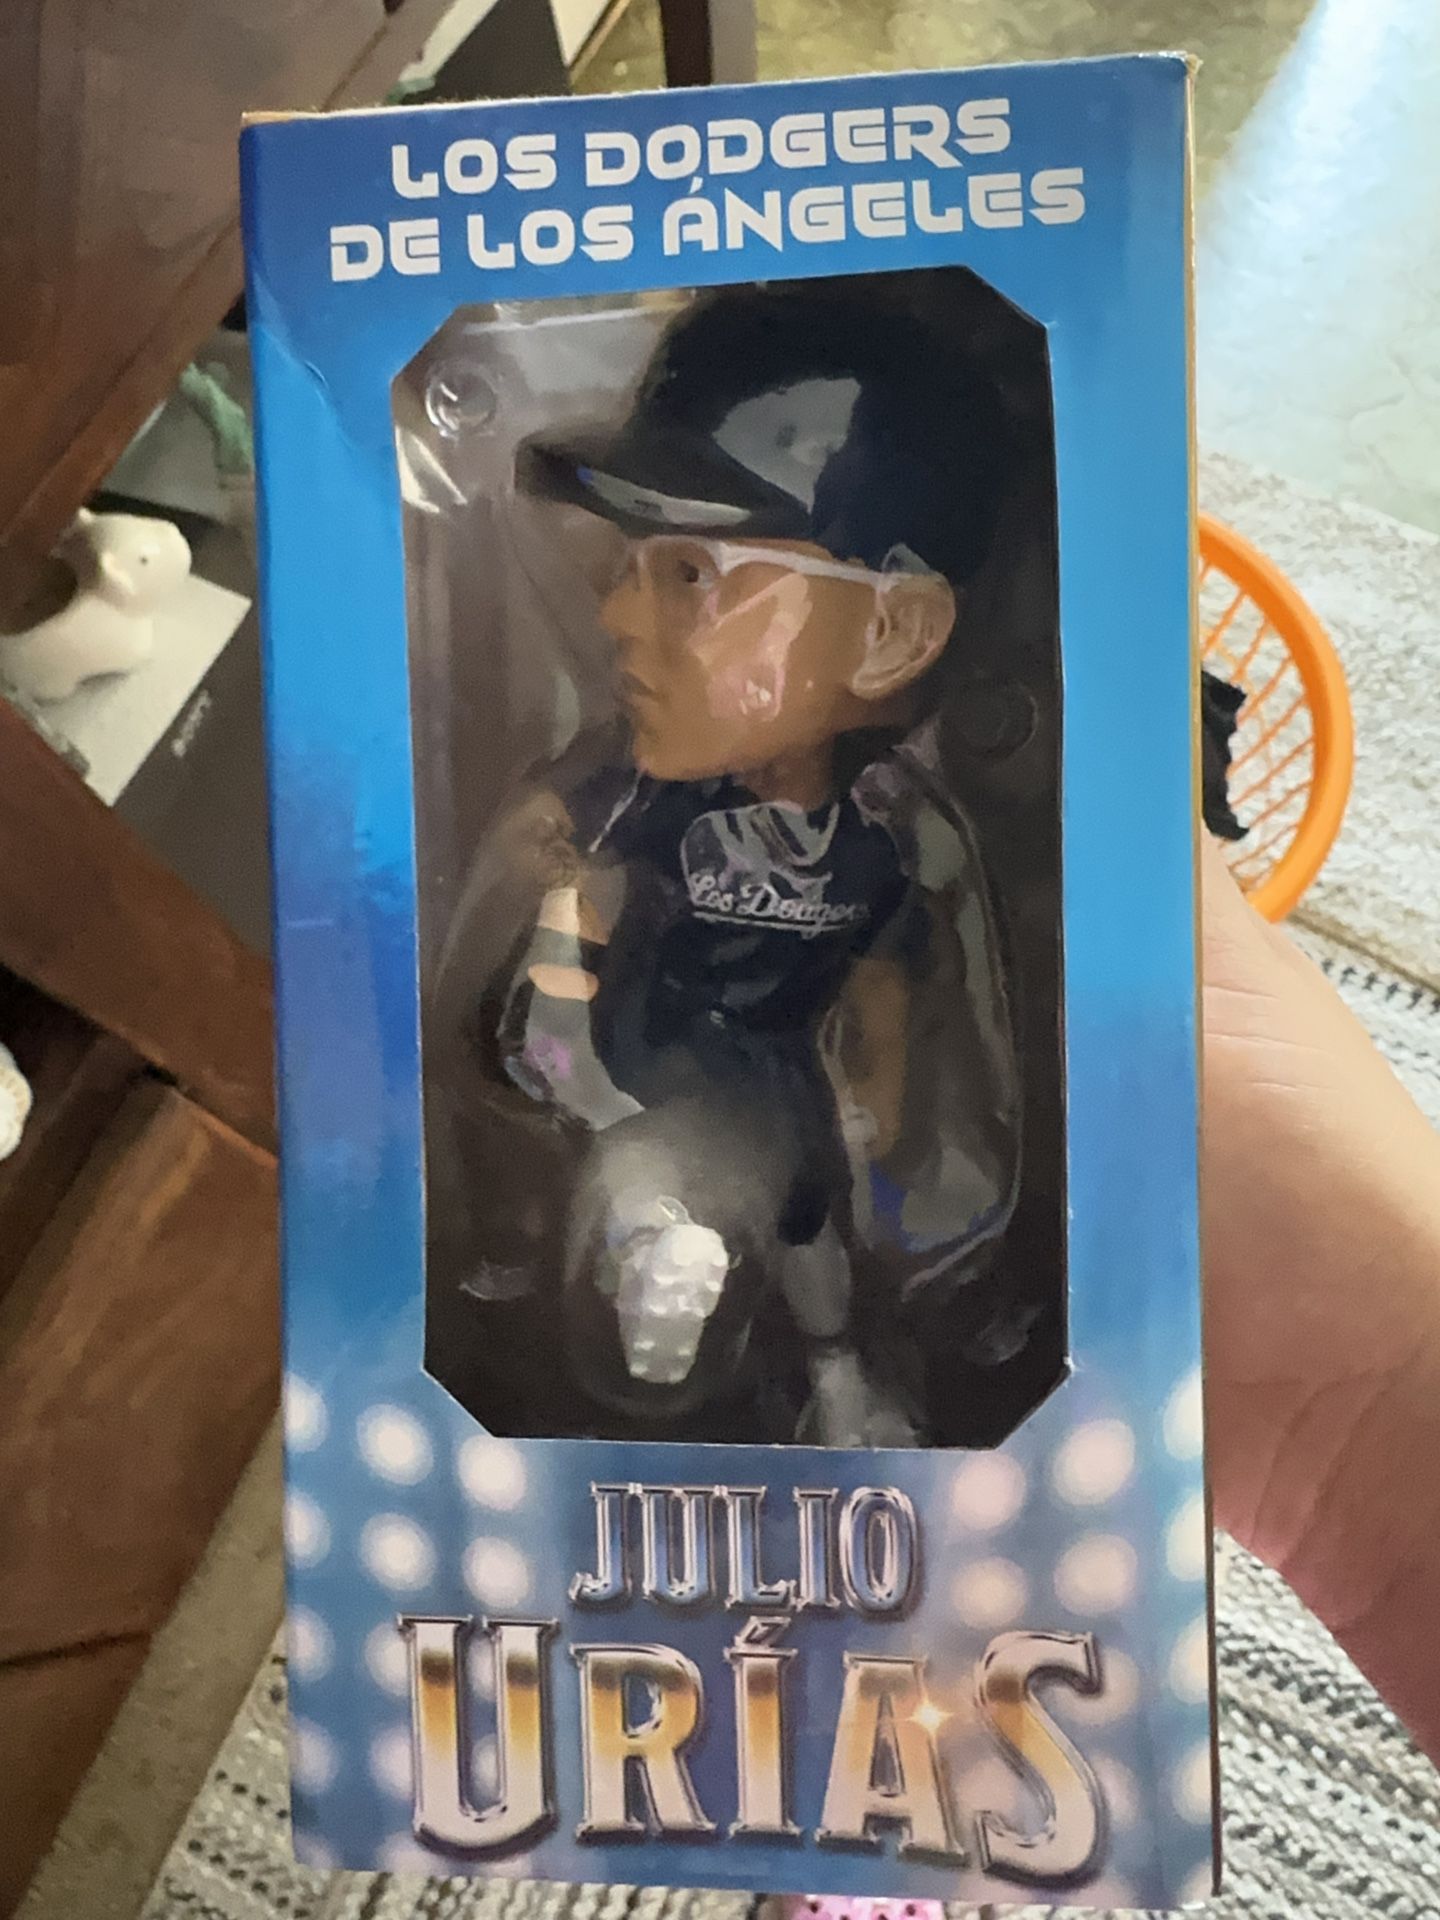 LOS DODGERS
DE LOS ÁNGELES
Los Dodgers
JULIO
URÍAS